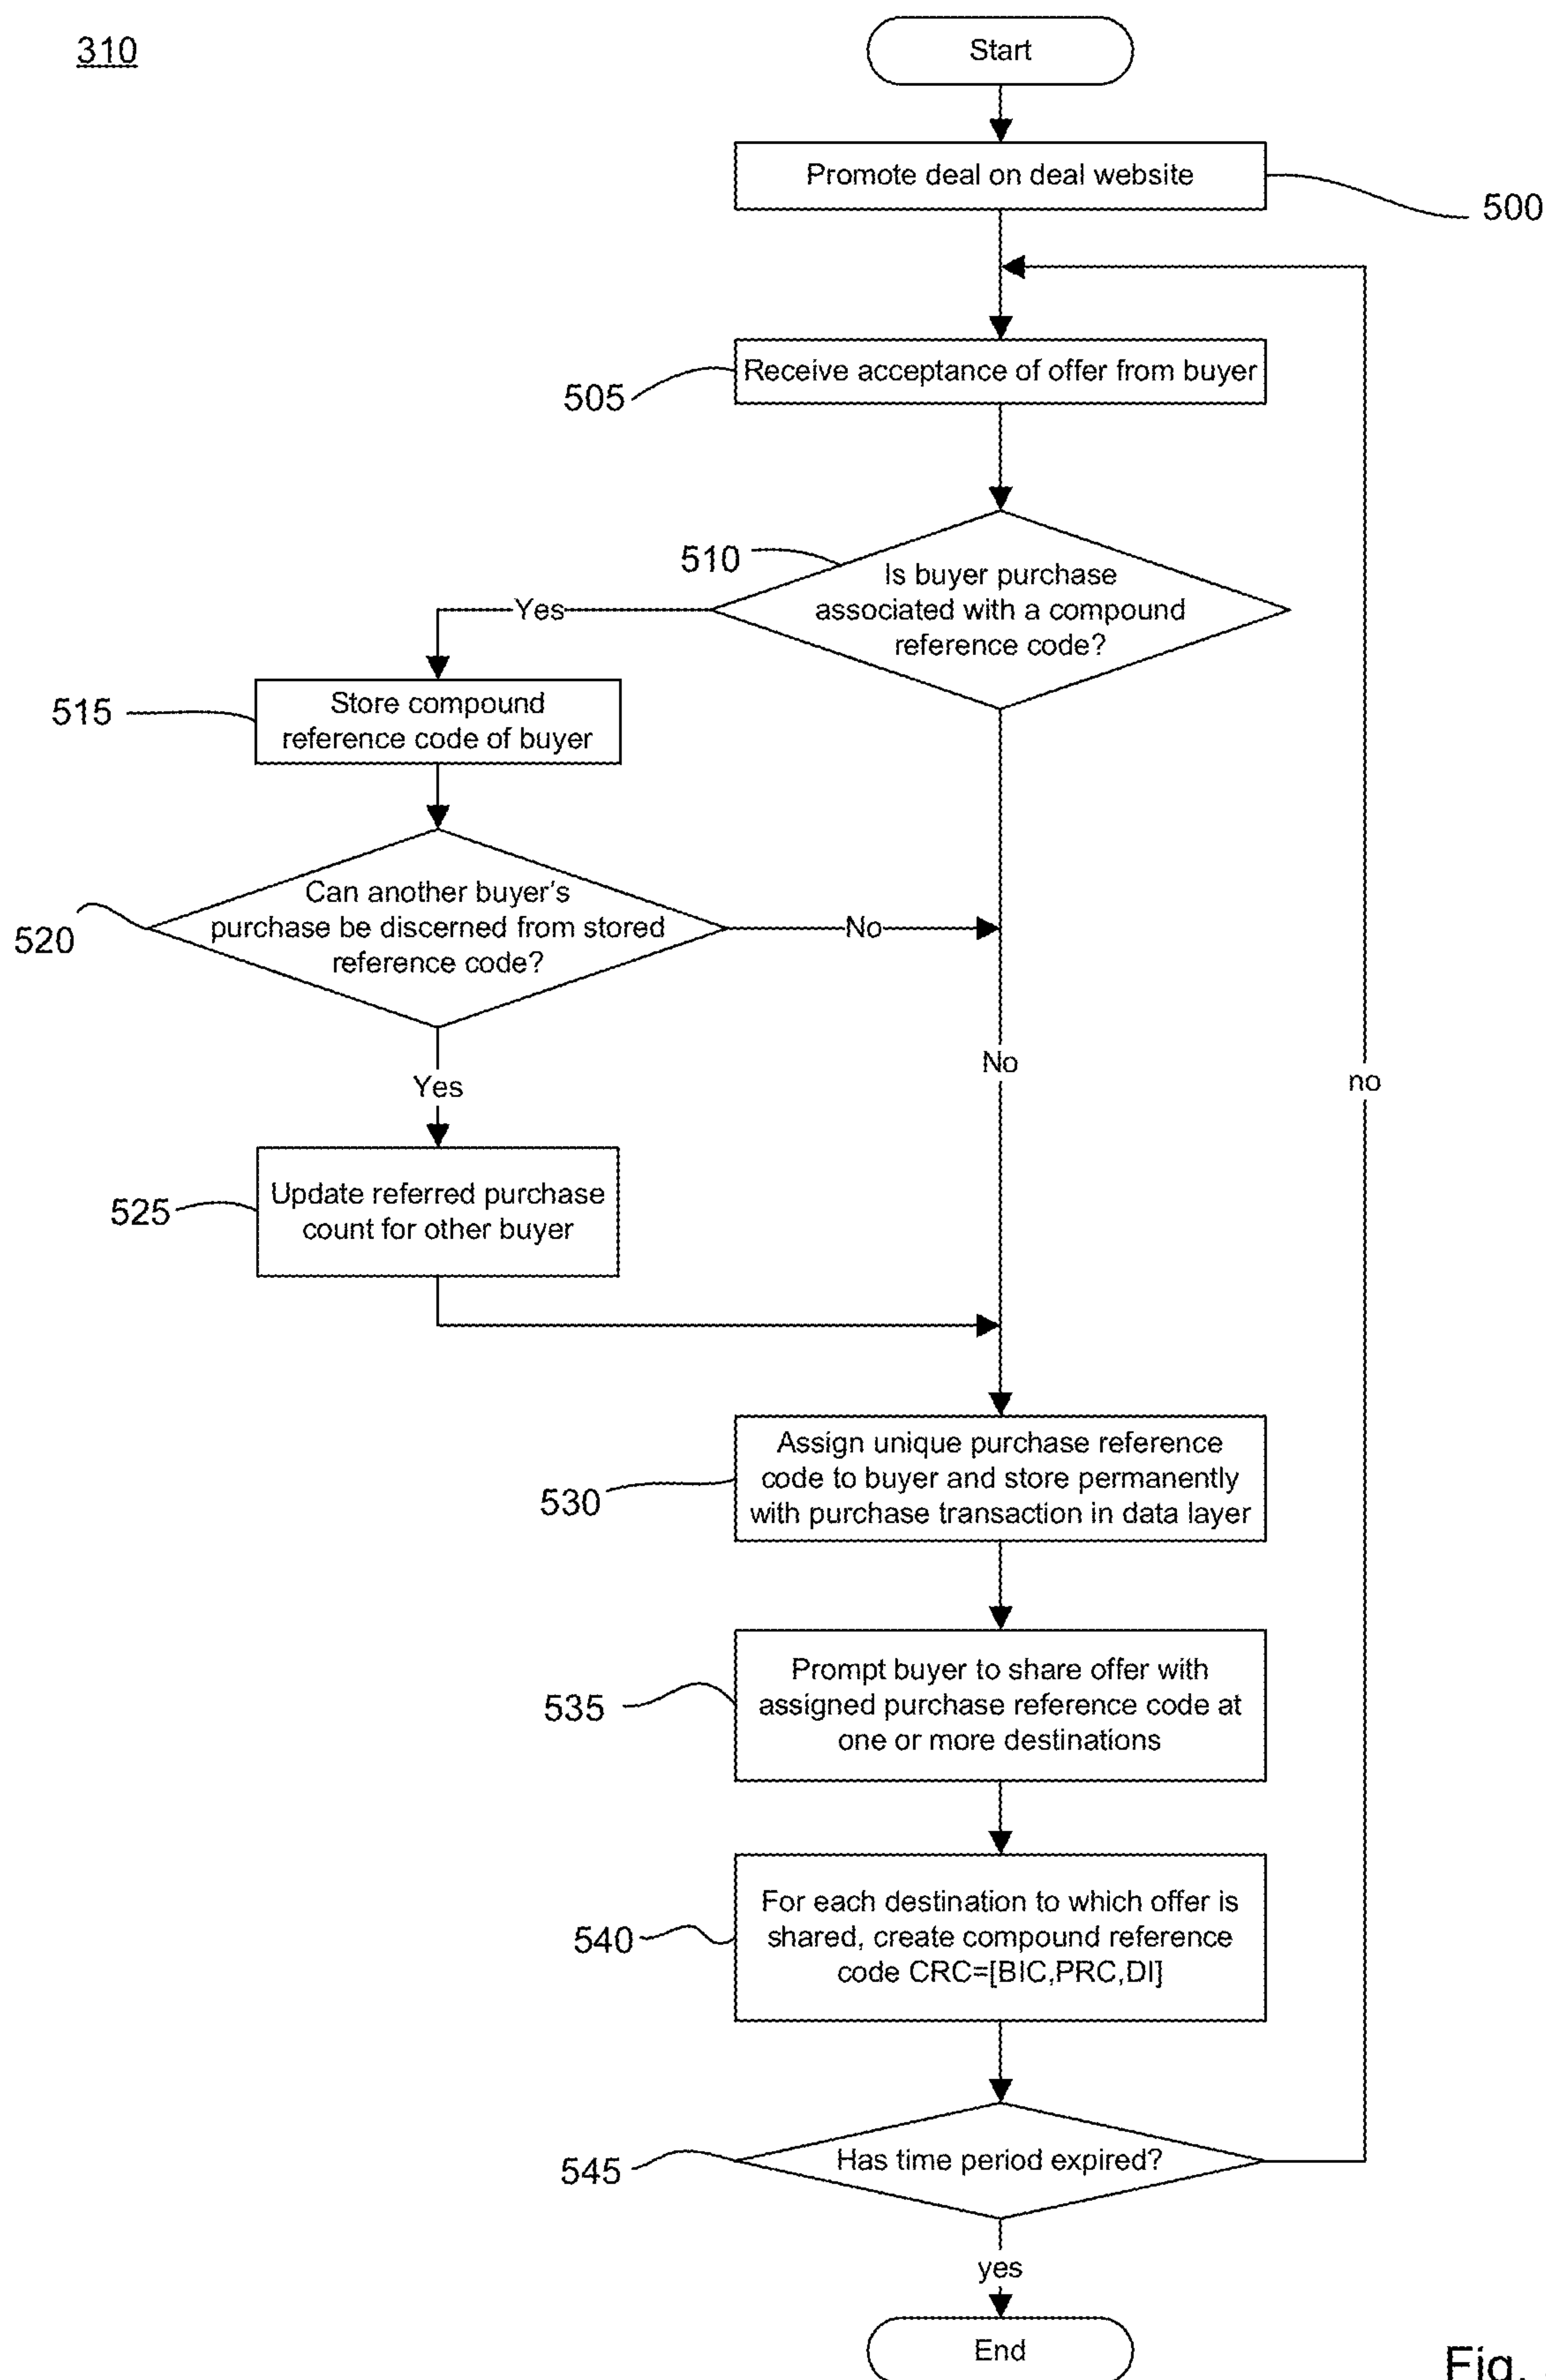 310
Start
Promote deal on deal website
500
Receive acceptance of offer from buyer
505
510
Is buyer purchase
associated with a compound
reference code?
Yes
515
Store compound
reference code of buyer
520
Can another buyer's
purchase be discerned from stored
reference code?
No
No
no
Yes
525
Update referred purchase
count for other buyer
530
Assign unique purchase reference
code to buyer and store permanently
with purchase transaction in data layer
535
Prompt buyer to share offer with
assigned purchase reference code at
one or more destinations
540
For each destination to which offer is
shared, create compound reference
code CRC=[BIC,PRC,DI]
545
Has time period expired?
yes
End
Fig.